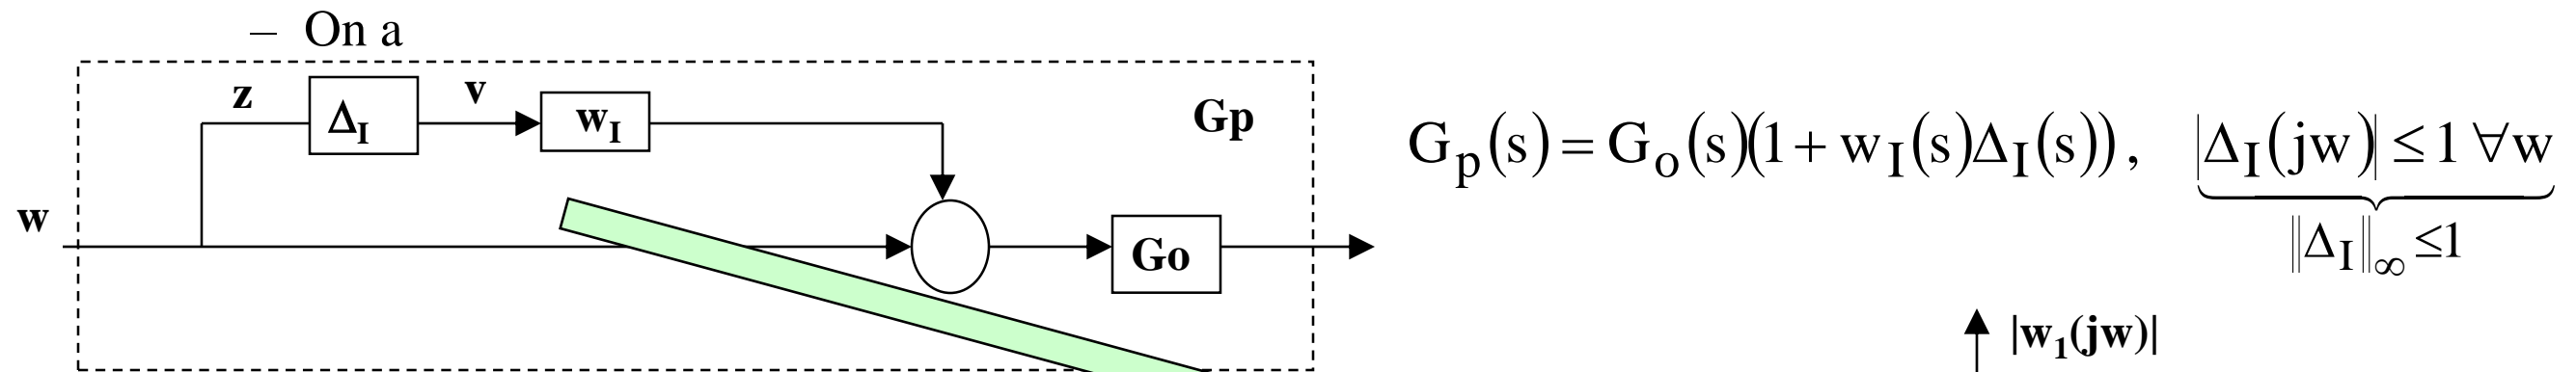 – On a
z Δ_I v w_I Gp
w Go
G_p(s) = G_o(s)(1 + w_I(s)Δ_I(s)), |Δ_I(jw)| ≤ 1 ∀w
‖Δ_I‖_∞ ≤1
|w_1(jw)|